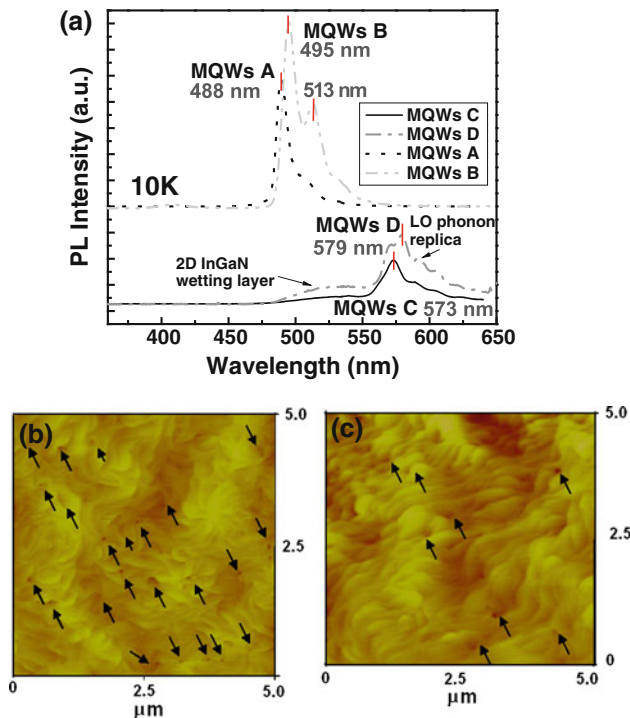 (a)
MQWs B
495 nm
MQWs A
488 nm
513 nm
MQWs C
MQWs D
MQWs A
MQWs B
10K
MQWs D
579 nm
LO phonon
replica
2D InGaN
wetting layer
MQWs C 573 nm
PL Intensity (a.u.)
400 450 500 550 600 650
Wavelength (nm)
(b)
5.0
2.5
0
0 2.5 5.0
µm
(c)
5.0
2.5
0
0 2.5 5.0
µm